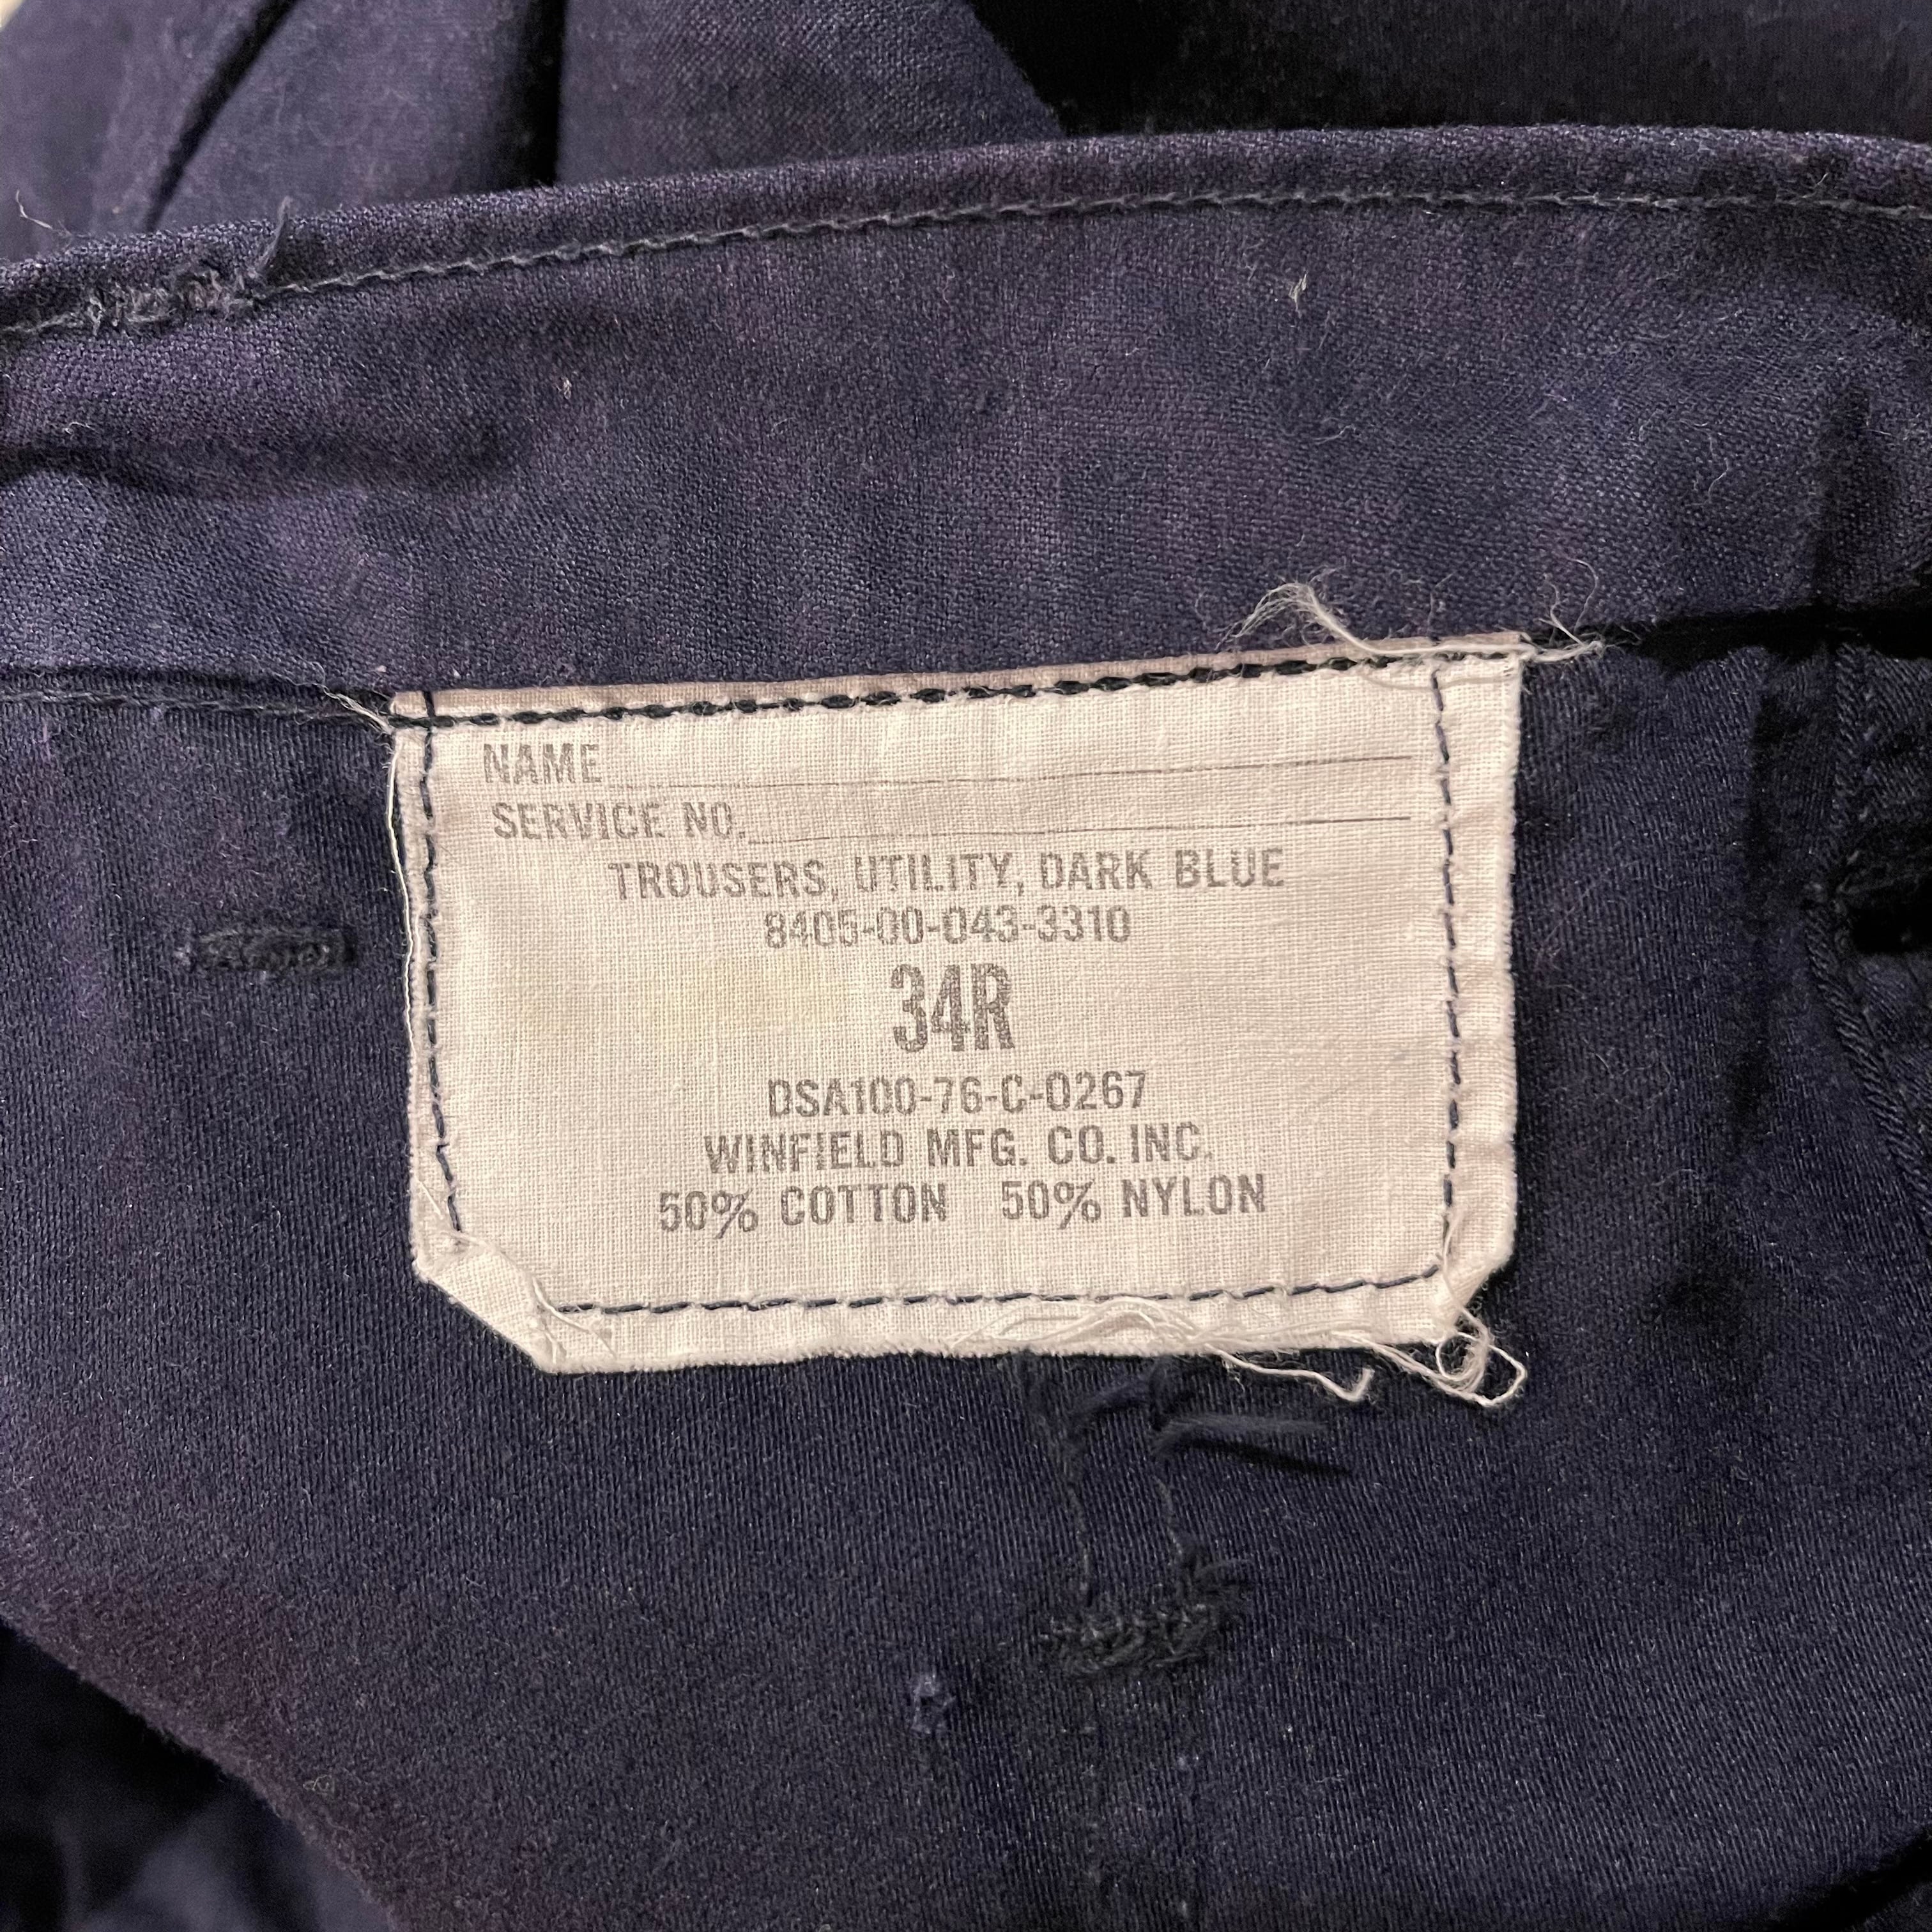 NAME
SERVICE NO.
TROUSERS, UTILITY, DARK BLUE
8405-00-043-3310
34R
DSA100-76-C-0267
WINFIELD MFG. CO. INC.
50% COTTON 50% NYLON